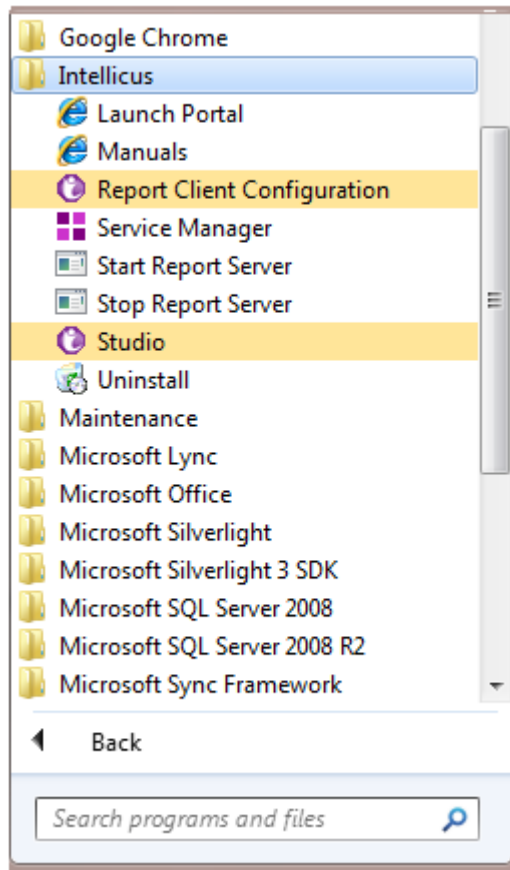 Google Chrome
Intellicus
Launch Portal
Manuals
Report Client Configuration
Service Manager
Start Report Server
Stop Report Server
Studio
Uninstall
Maintenance
Microsoft Lync
Microsoft Office
Microsoft Silverlight
Microsoft Silverlight 3 SDK
Microsoft SQL Server 2008
Microsoft SQL Server 2008 R2
Microsoft Sync Framework
Back
Search programs and files